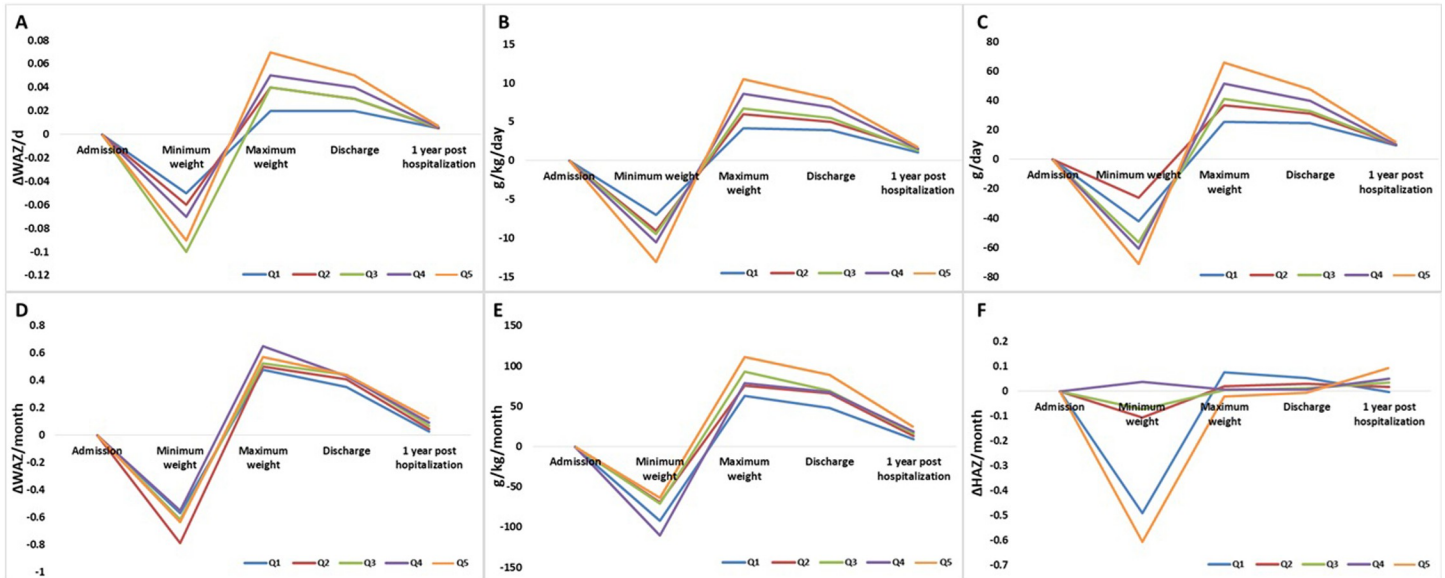 A
0.08
0.06
0.04
0.02
0
-0.02
-0.04
-0.06
-0.08
-0.1
-0.12
ΔWAZ/d
Admission
Minimum weight
Maximum weight
Discharge
1 year post hospitalization
Q1 Q2 Q3 Q4 Q5
B
15
10
5
0
-5
-10
-15
g/kg/day
Admission
Minimum weight
Maximum weight
Discharge
1 year post hospitalization
Q1 Q2 Q3 Q4 Q5
C
80
60
40
20
0
-20
-40
-60
-80
g/day
Admission
Minimum weight
Maximum weight
Discharge
1 year post hospitalization
Q1 Q2 Q3 Q4 Q5
D
0.8
0.6
0.4
0.2
0
-0.2
-0.4
-0.6
-0.8
-1
ΔWAZ/month
Admission
Minimum weight
Maximum weight
Discharge
1 year post hopitalization
Q1 Q2 Q3 Q4 Q5
E
150
100
50
0
-50
-100
-150
g/kg/month
Admission
Minimum weight
Maximum weight
Discharge
1 year post hospitalization
Q1 Q2 Q3 Q4 Q5
F
0.2
0.1
0
-0.1
-0.2
-0.3
-0.4
-0.5
-0.6
-0.7
ΔHAZ/month
Admission
Minimum weight
Maximum weight
Discharge
1 year post hospitalization
Q1 Q2 Q3 Q4 Q5